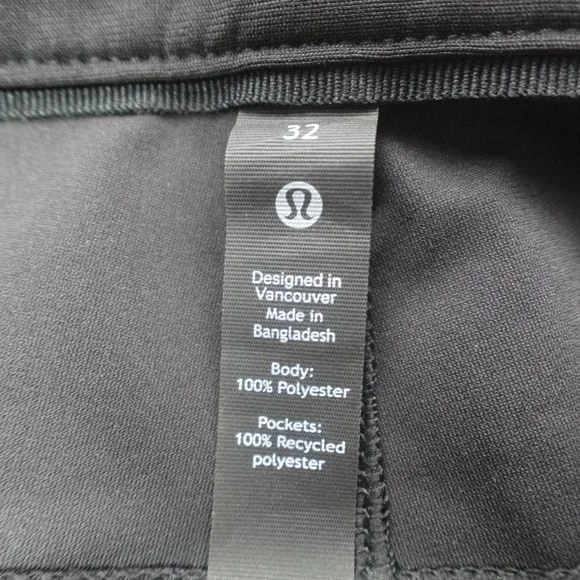 32
Designed in
Vancouver
Made in
Bangladesh
Body:
100% Polyester
Pockets:
100% Recycled
polyester